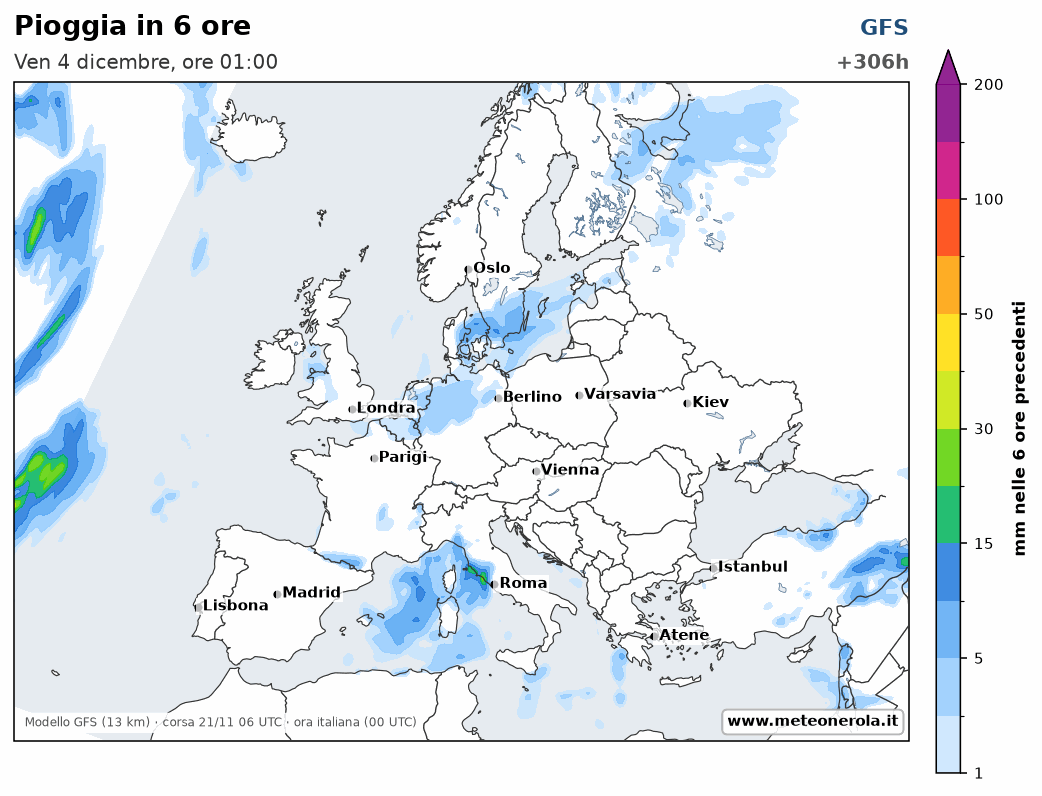 Pioggia in 6 ore
GFS
Ven 4 dicembre, ore 01:00
+306h
200
100
50
30
15
5
1
mm nelle 6 ore precedenti
Oslo
Berlino
Varsavia
Kiev
Londra
Parigi
Vienna
Istanbul
Roma
Madrid
Lisbona
Atene
Modello GFS (13 km) · corsa 21/11 06 UTC · ora italiana (00 UTC)
www.meteonerola.it